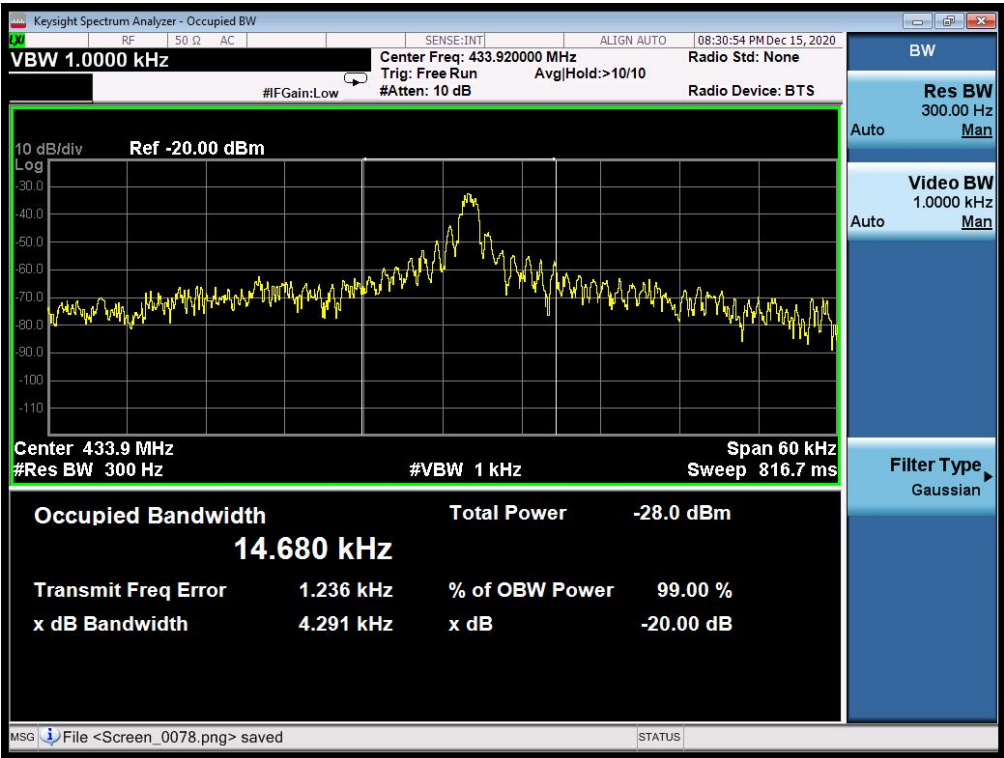 Keysight Spectrum Analyzer - Occupied BW
LXI RF 50 Ω AC SENSE:INT ALIGN AUTO 08:30:54 PM Dec 15, 2020
VBW 1.0000 kHz
Center Freq: 433.920000 MHz Radio Std: None
Trig: Free Run Avg|Hold:>10/10
#IFGain:Low #Atten: 10 dB Radio Device: BTS
10 dB/div Ref -20.00 dBm
Log
-30.0
-40.0
-50.0
-60.0
-70.0
-80.0
-90.0
-100
-110
Center 433.9 MHz Span 60 kHz
#Res BW 300 Hz #VBW 1 kHz Sweep 816.7 ms
Occupied Bandwidth Total Power -28.0 dBm
14.680 kHz
Transmit Freq Error 1.236 kHz % of OBW Power 99.00 %
x dB Bandwidth 4.291 kHz x dB -20.00 dB
BW
Res BW
300.00 Hz
Auto Man
Video BW
1.0000 kHz
Auto Man
Filter Type
Gaussian
MSG File <Screen_0078.png> saved STATUS